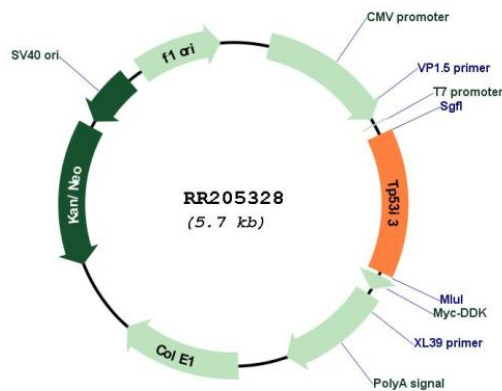 CMV promoter
VP1.5 primer
T7 promoter
SgfI
Tp53i3
MluI
Myc-DDK
XL39 primer
PolyA signal
Col E1
Kan/Neo
SV40 ori
f1 ori
RR205328
(5.7 kb)